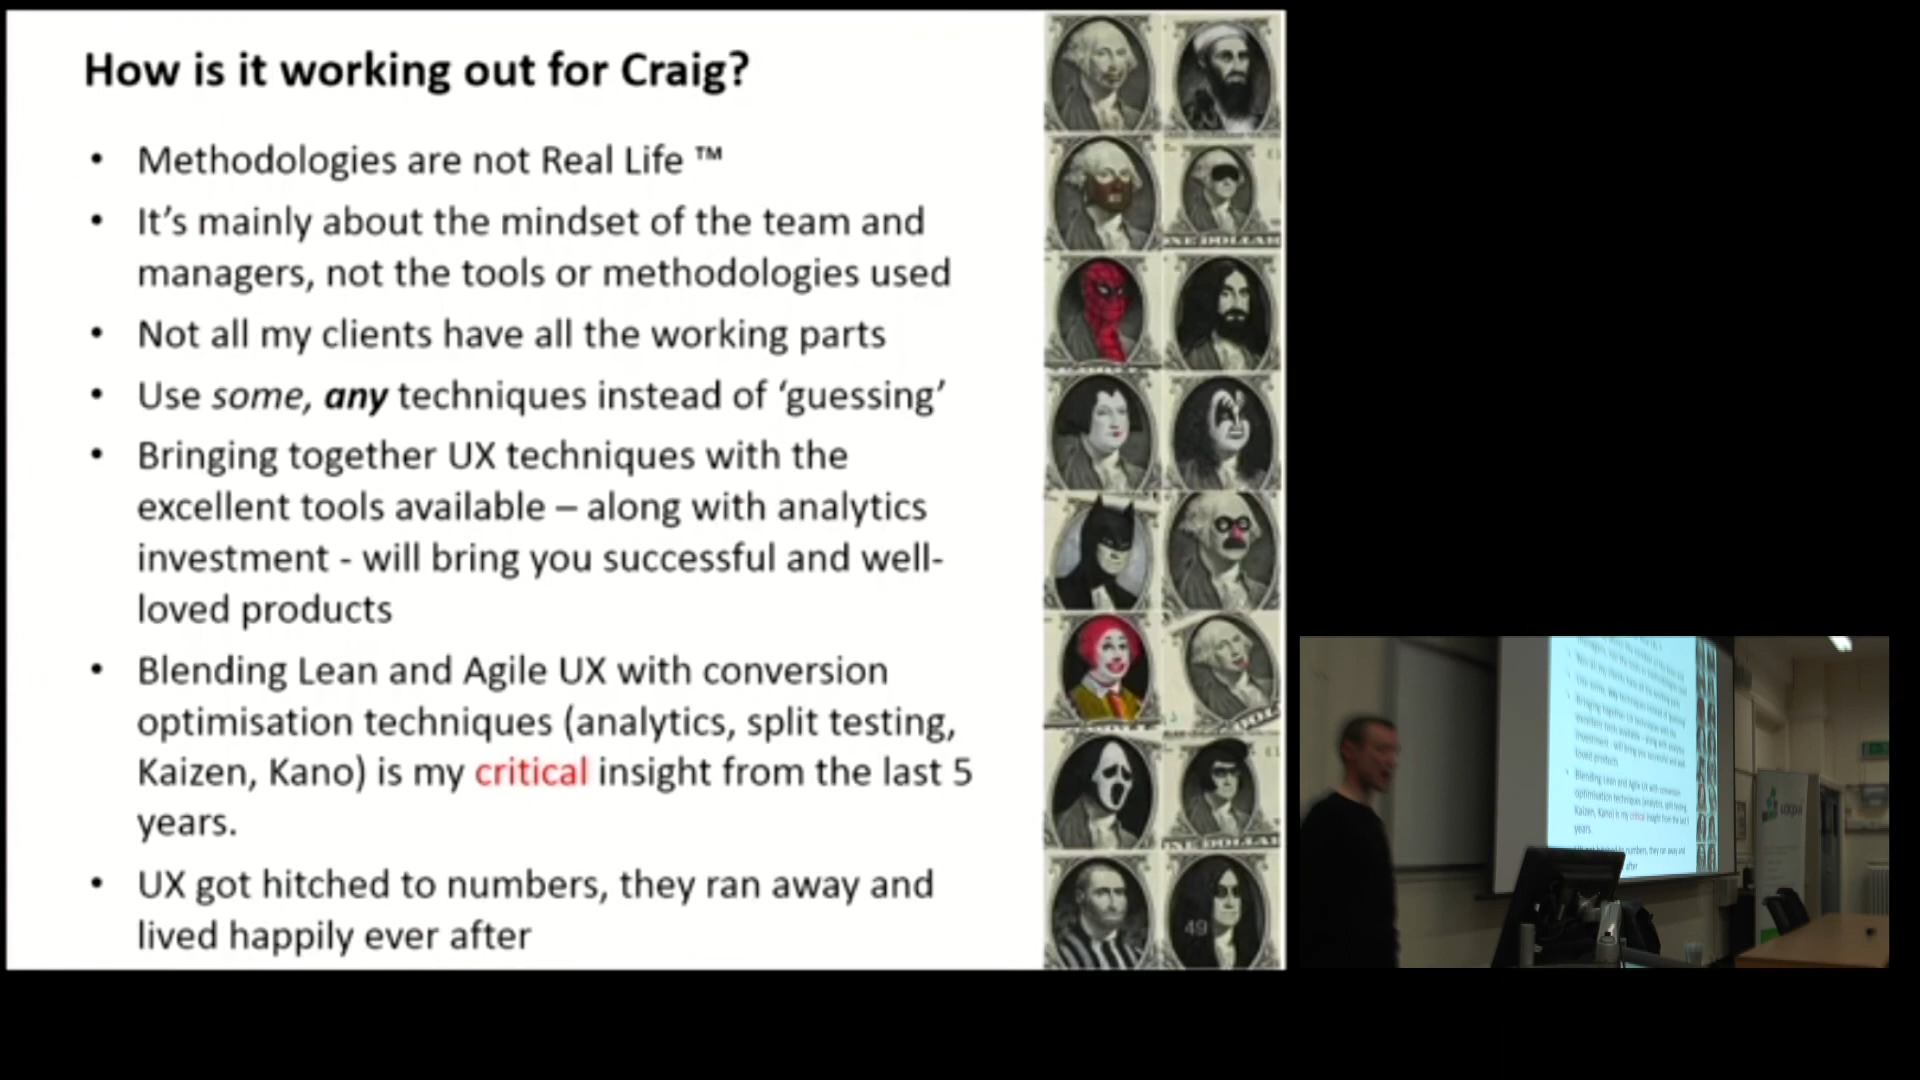 How is it working out for Craig?
• Methodologies are not Real Life ™
• It's mainly about the mindset of the team and
managers, not the tools or methodologies used
• Not all my clients have all the working parts
• Use some, any techniques instead of ‘guessing’
• Bringing together UX techniques with the
excellent tools available – along with analytics
investment - will bring you successful and well-
loved products
• Blending Lean and Agile UX with conversion
optimisation techniques (analytics, split testing,
Kaizen, Kano) is my critical insight from the last 5
years.
• UX got hitched to numbers, they ran away and
lived happily ever after
ONE DOLLAR
49